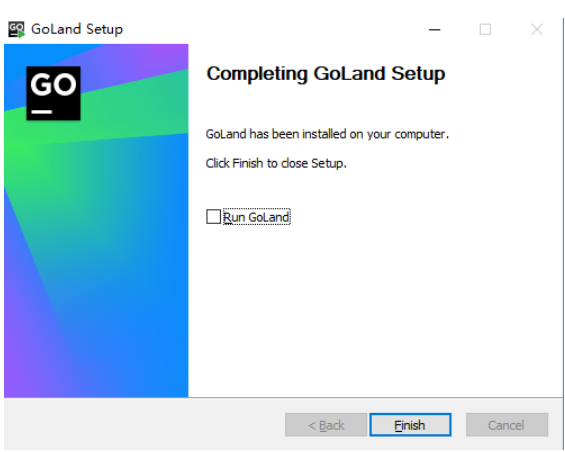 GoLand Setup
GO
Completing GoLand Setup
GoLand has been installed on your computer.
Click Finish to close Setup.
Run GoLand
< Back
Finish
Cancel